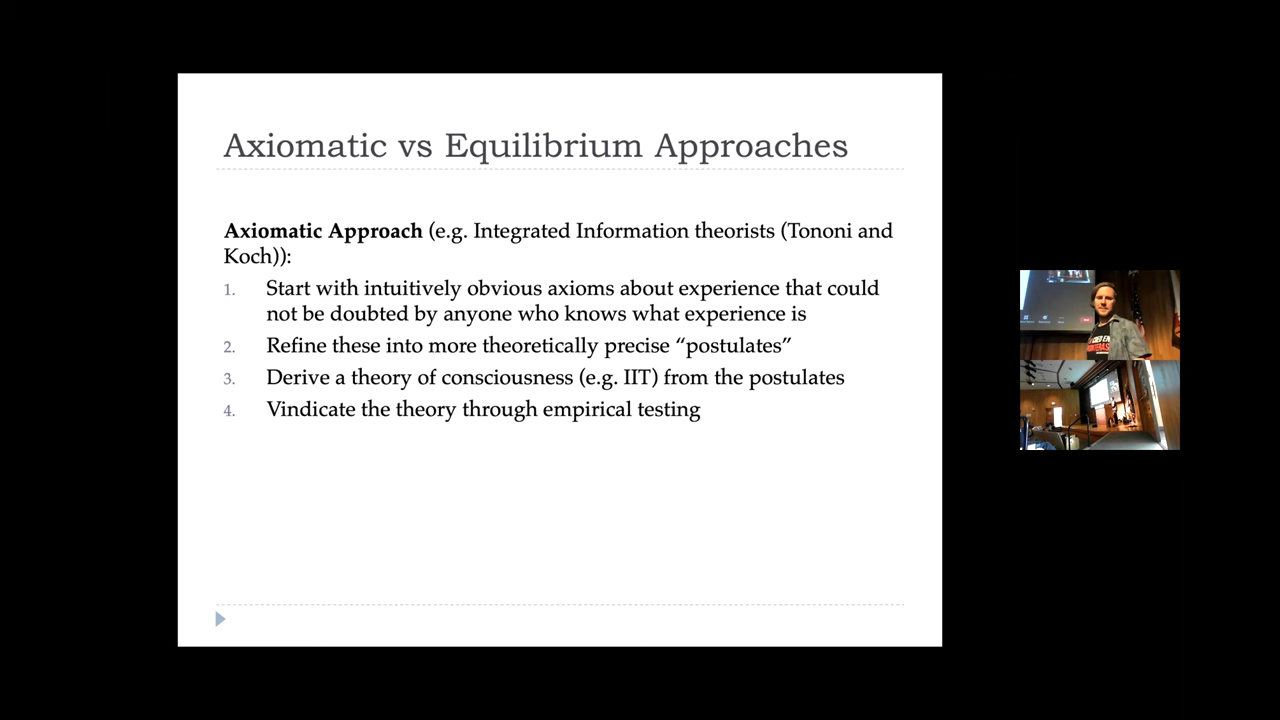 Axiomatic vs Equilibrium Approaches
Axiomatic Approach (e.g. Integrated Information theorists (Tononi and
Koch)):
1. Start with intuitively obvious axioms about experience that could
not be doubted by anyone who knows what experience is
2. Refine these into more theoretically precise “postulates”
3. Derive a theory of consciousness (e.g. IIT) from the postulates
4. Vindicate the theory through empirical testing